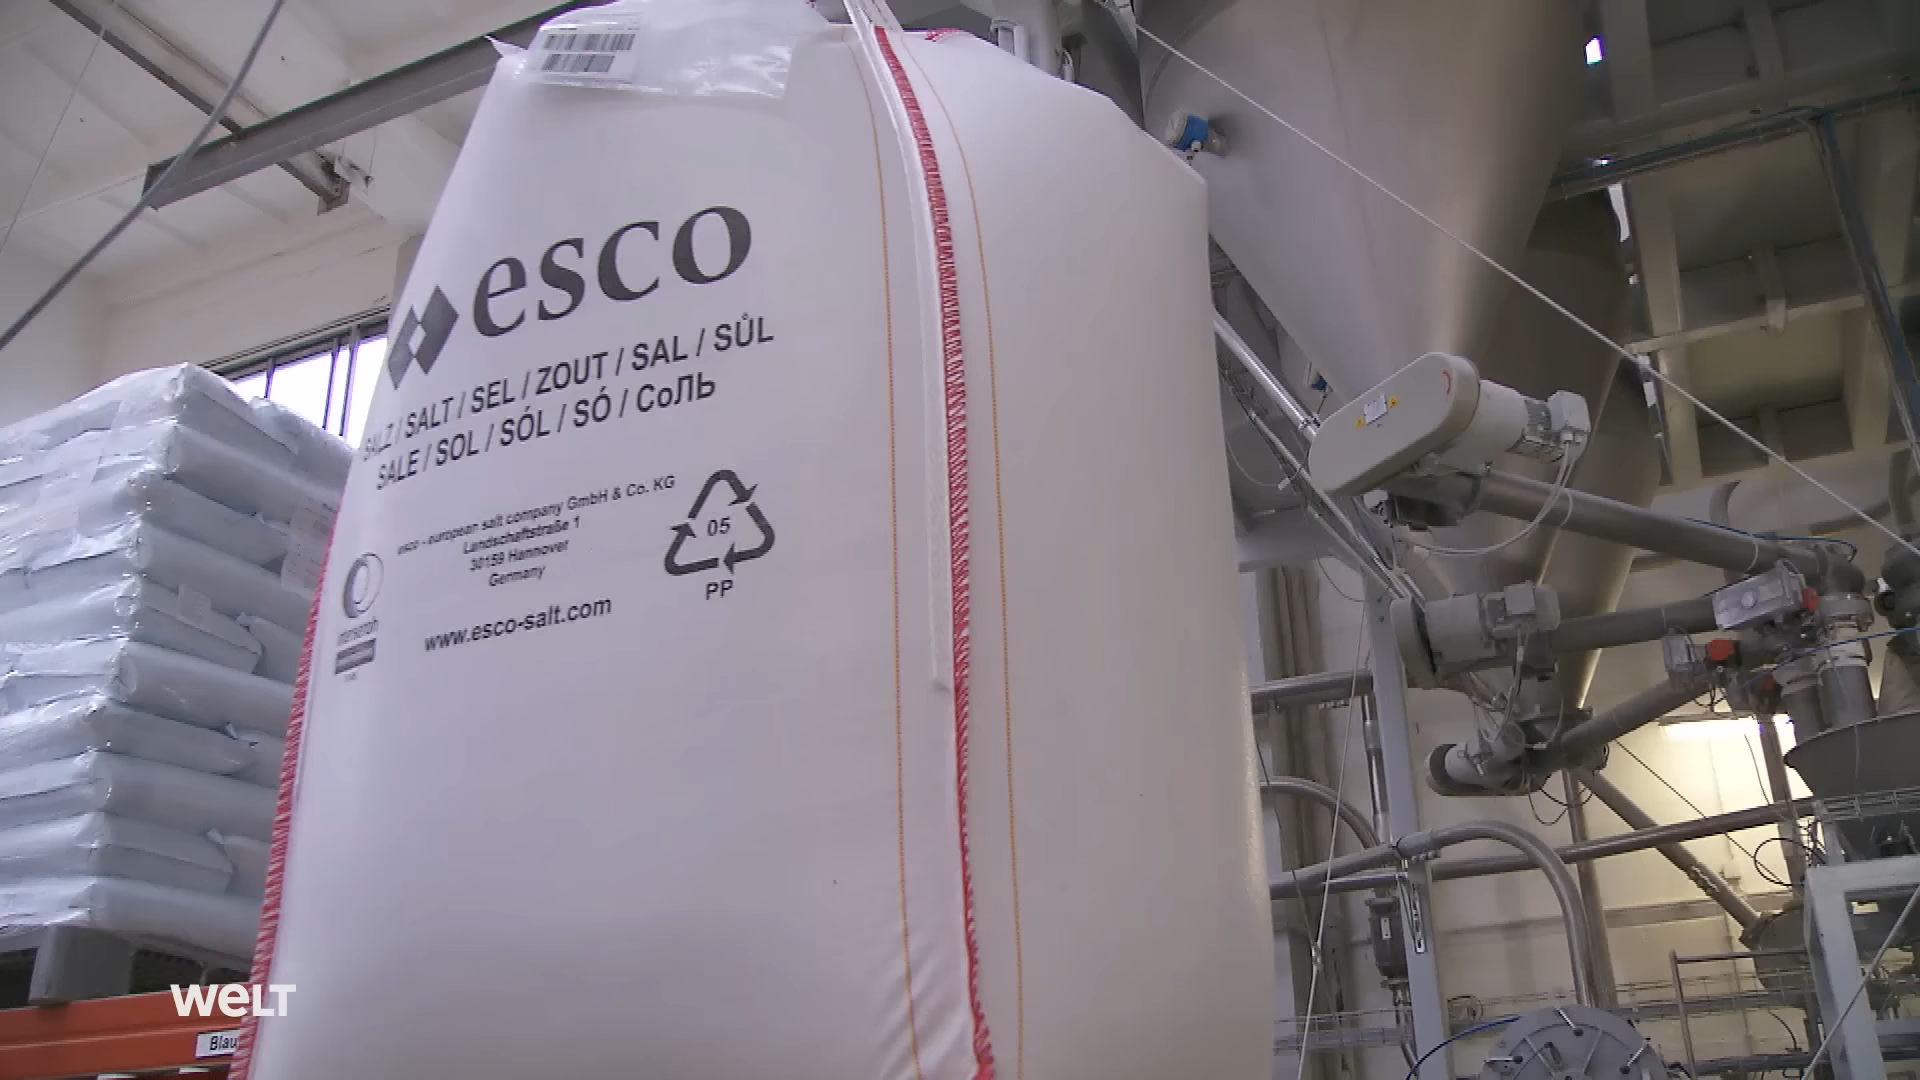 esco
SALZ / SALT / SEL / ZOUT / SAL / SŮL
SALE / SOL / SÓL / SÓ / СоЛЬ
esco - european salt company GmbH & Co. KG
Landschaftstraße 1
30159 Hannover
Germany
www.esco-salt.com
05
PP
interseroh
WELT
Blau